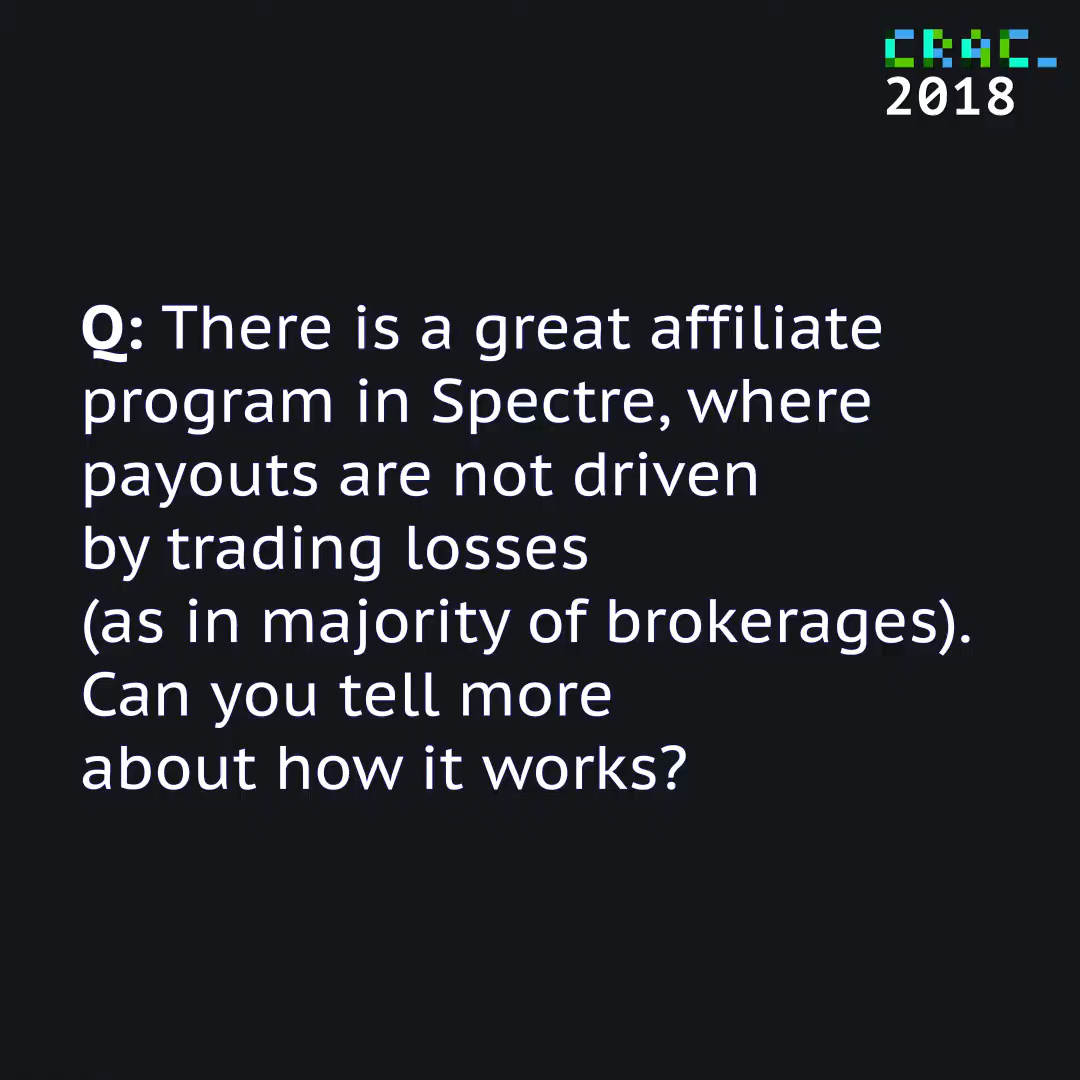 CRAC_
2018
Q: There is a great affiliate
program in Spectre, where
payouts are not driven
by trading losses
(as in majority of brokerages).
Can you tell more
about how it works?